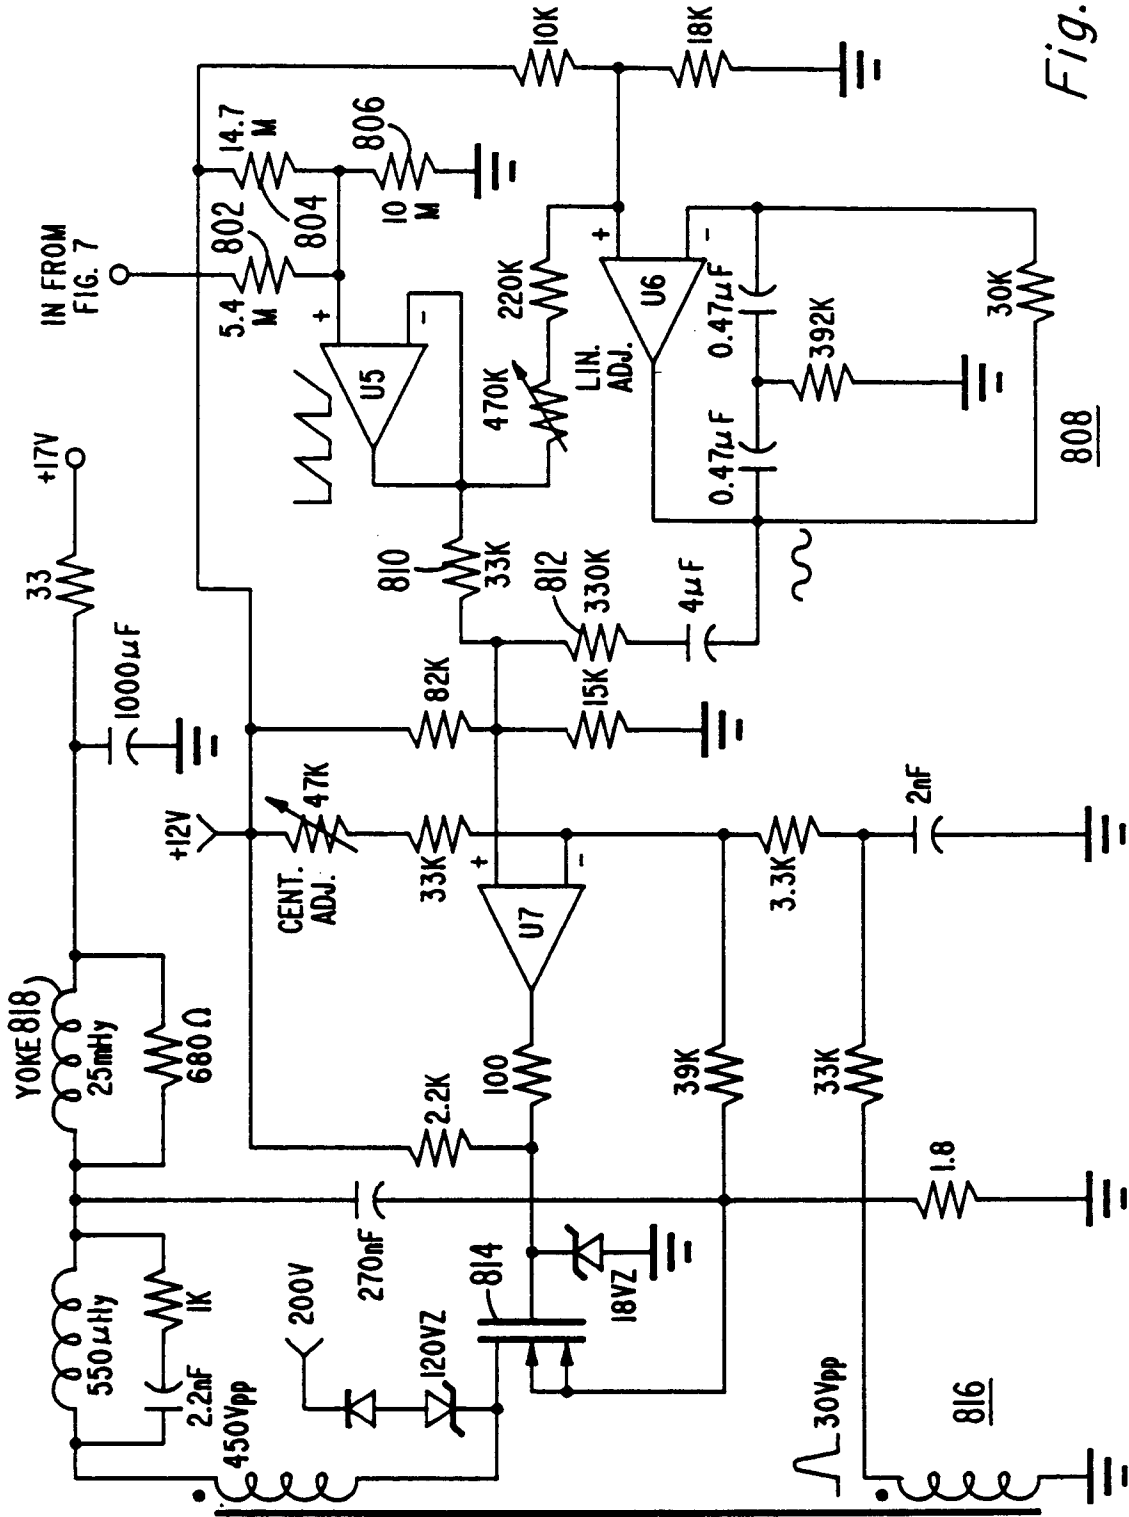 YOKE 818
25mHy
680Ω
550μHy
1K
2.2nF
450Vpp
+17V
33
1000μF
IN FROM
FIG. 7
5.4
M
802
14.7
M
804
10
M
806
10K
18K
+12V
CENT.
ADJ.
47K
33K
82K
15K
810
33K
812
330K
4μF
+
-
U5
470K
220K
LIN.
ADJ.
+
-
U6
0.47μF
0.47μF
392K
30K
808
+
-
U7
100
2.2K
270nF
200V
120VZ
814
18VZ
39K
3.3K
2nF
33K
1.8
30Vpp
816
Fig.